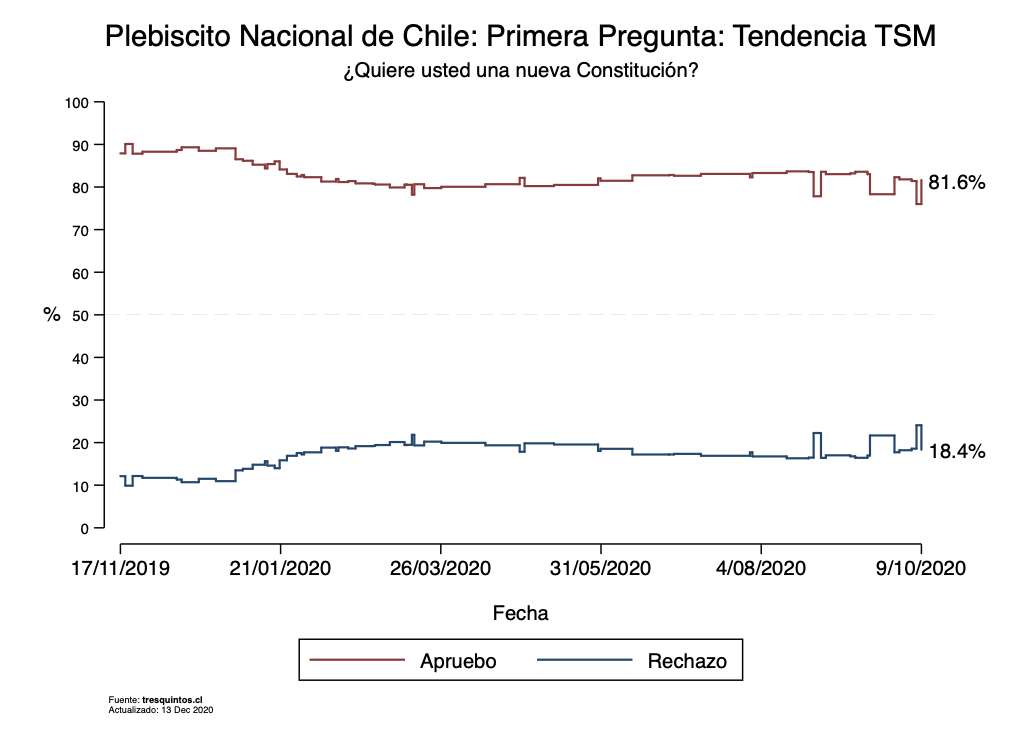 Plebiscito Nacional de Chile: Primera Pregunta: Tendencia TSM
¿Quiere usted una nueva Constitución?
100
90
80
70
60
50
40
30
20
10
0
%
81.6%
18.4%
17/11/2019 21/01/2020 26/03/2020 31/05/2020 4/08/2020 9/10/2020
Fecha
Apruebo Rechazo
Fuente: tresquintos.cl
Actualizado: 13 Dec 2020